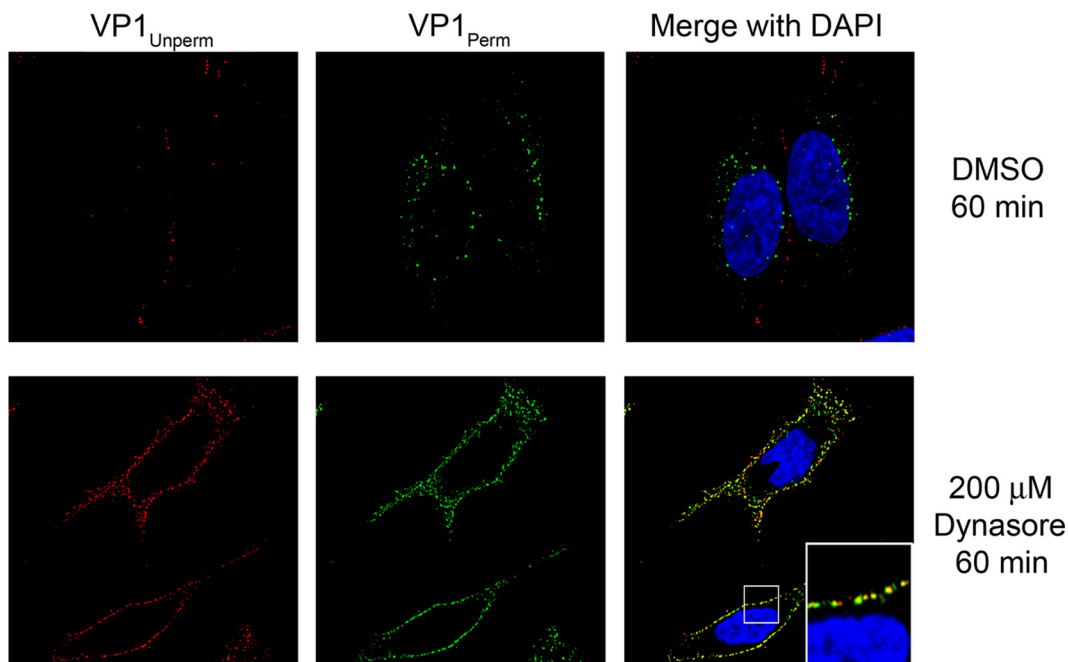 VP1Unperm
VP1Perm
Merge with DAPI
DMSO
60 min
200 μM
Dynasore
60 min